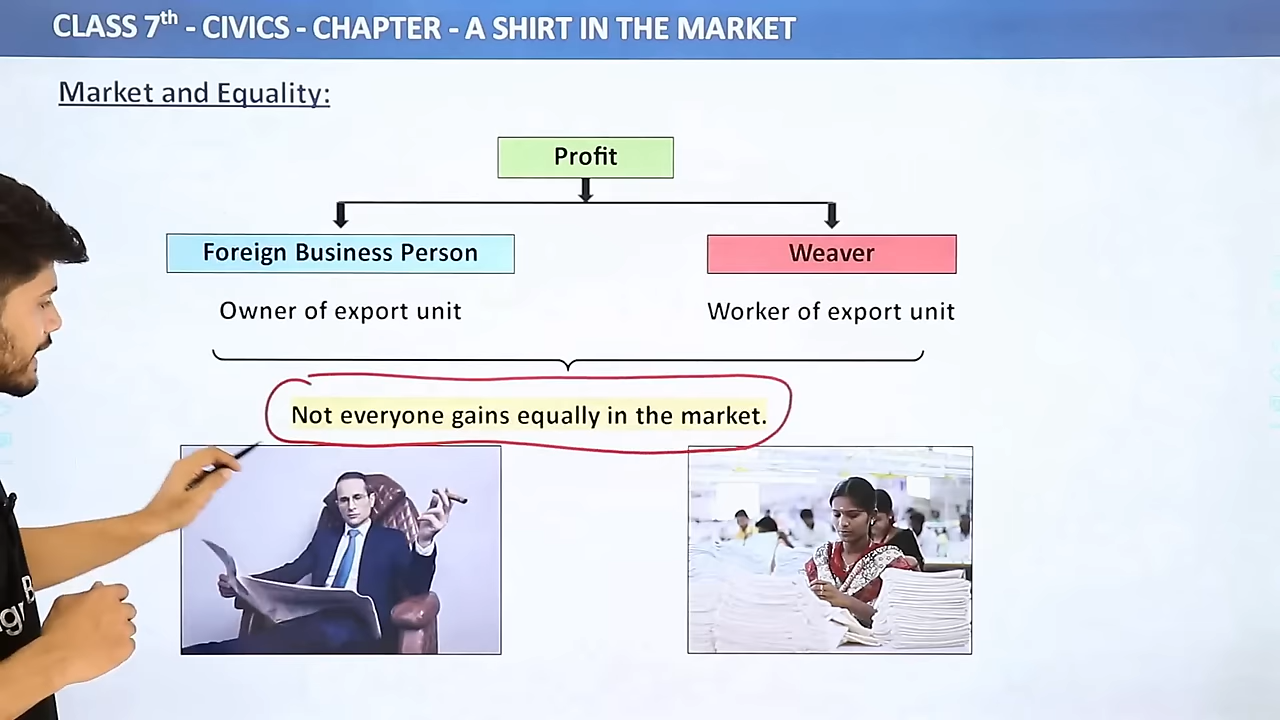 CLASS 7th - CIVICS - CHAPTER - A SHIRT IN THE MARKET
Market and Equality:
Profit
Foreign Business Person
Weaver
Owner of export unit
Worker of export unit
Not everyone gains equally in the market.